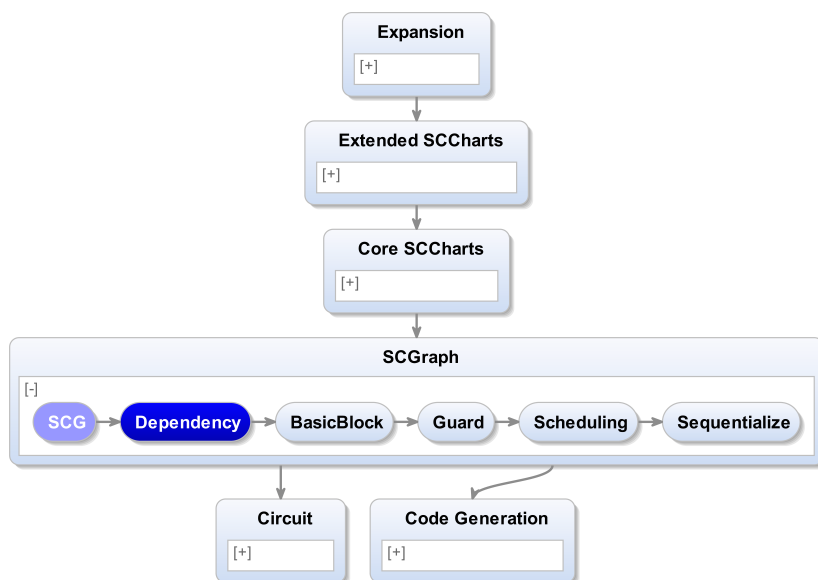 Expansion
[+]
Extended SCCharts
[+]
Core SCCharts
[+]
SCGraph
[-]
SCG Dependency BasicBlock Guard Scheduling Sequentialize
Circuit Code Generation
[+] [+]